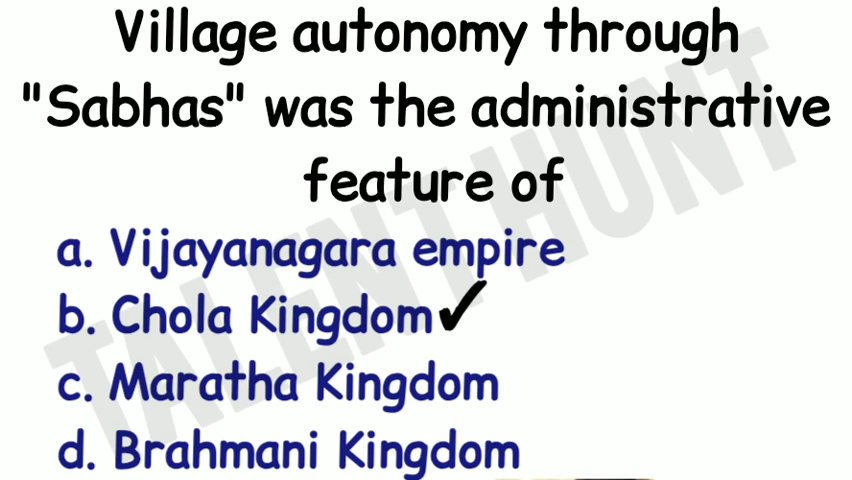 Village autonomy through
"Sabhas" was the administrative
feature of
a. Vijayanagara empire
b. Chola Kingdom✓
c. Maratha Kingdom
d. Brahmani Kingdom
TALENT HUNT